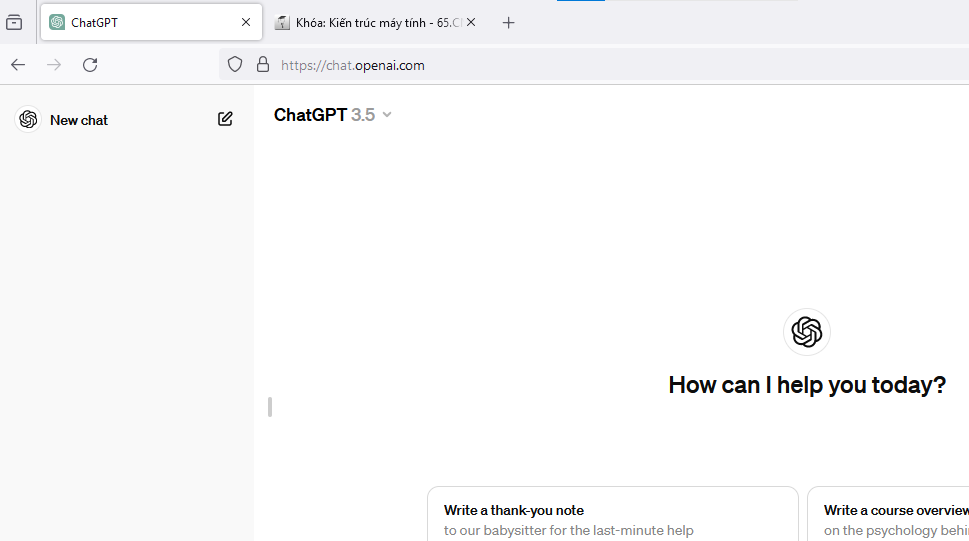 ChatGPT
Khóa: Kiến trúc máy tính - 65.C
https://chat.openai.com
New chat
ChatGPT 3.5
How can I help you today?
Write a thank-you note
to our babysitter for the last-minute help
Write a course overview
on the psychology behi